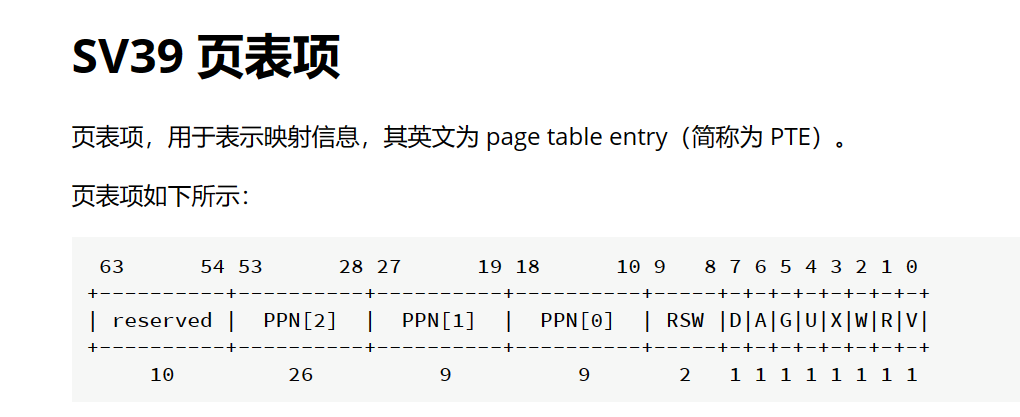 SV39 页表项
页表项，用于表示映射信息，其英文为 page table entry（简称为 PTE）。
页表项如下所示：
 63       54 53        28 27      19 18       10 9   8 7 6 5 4 3 2 1 0
+----------+----------+----------+----------+-----+-+-+-+-+-+-+-+-+
| reserved |  PPN[2]  |  PPN[1]  |  PPN[0]  | RSW |D|A|G|U|X|W|R|V|
+----------+----------+----------+----------+-----+-+-+-+-+-+-+-+-+
     10         26          9          9       2   1 1 1 1 1 1 1 1